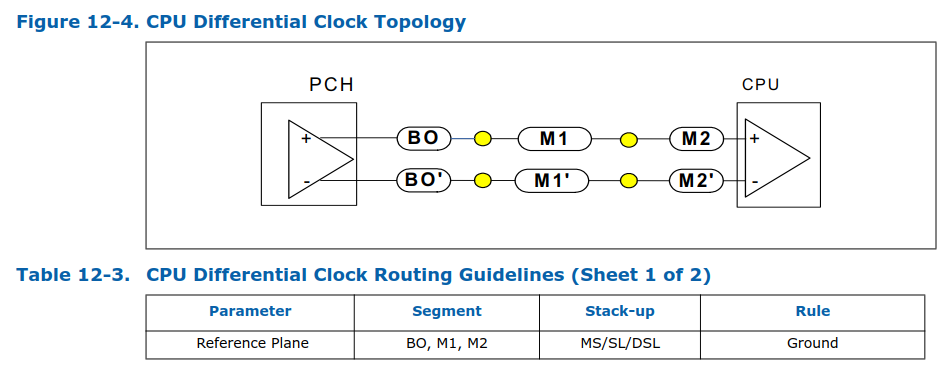 Figure 12-4. CPU Differential Clock Topology
PCH
CPU
+ BO M1 M2 +
- BO' M1' M2' -
Table 12-3. CPU Differential Clock Routing Guidelines (Sheet 1 of 2)
Parameter Segment Stack-up Rule
Reference Plane BO, M1, M2 MS/SL/DSL Ground